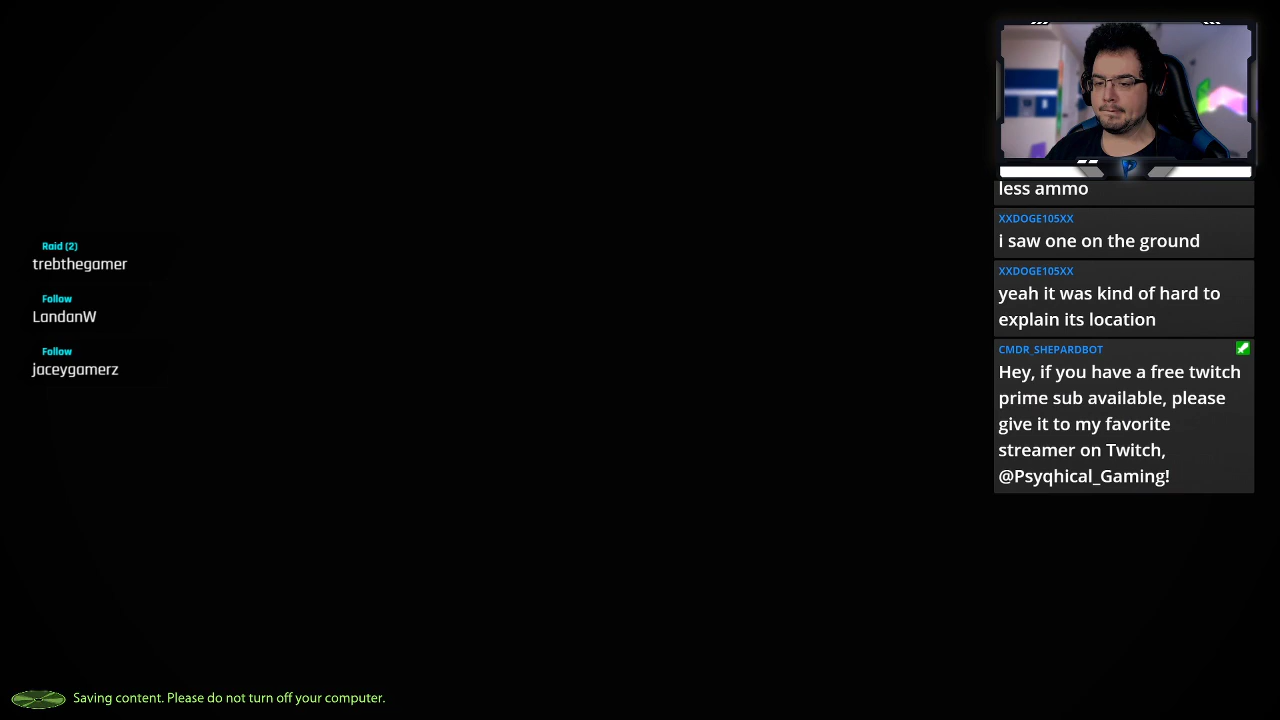 less ammo
XXDOGE105XX
i saw one on the ground
XXDOGE105XX
yeah it was kind of hard to
explain its location
CMDR_SHEPARDBOT
Hey, if you have a free twitch
prime sub available, please
give it to my favorite
streamer on Twitch,
@Psyqhical_Gaming!
Raid (2)
trebthegamer
Follow
LandanW
Follow
jaceygamerz
Saving content. Please do not turn off your computer.